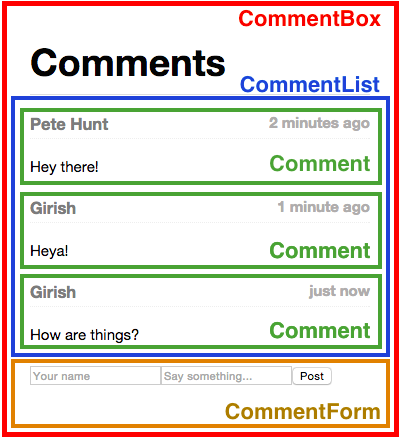 CommentBox
Comments
CommentList
Pete Hunt 2 minutes ago
Hey there! Comment
Girish 1 minute ago
Heya! Comment
Girish just now
How are things? Comment
Your name Say something... Post
CommentForm